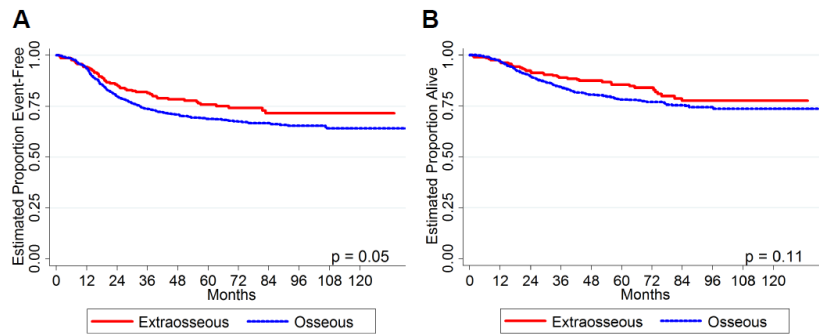 A
Estimated Proportion Event-Free
1.00
0.75
0.50
0.25
0.00
p = 0.05
0 12 24 36 48 60 72 84 96 108 120
Months
Extraosseous Osseous
B
Estimated Proportion Alive
1.00
0.75
0.50
0.25
0.00
p = 0.11
0 12 24 36 48 60 72 84 96 108 120
Months
Extraosseous Osseous